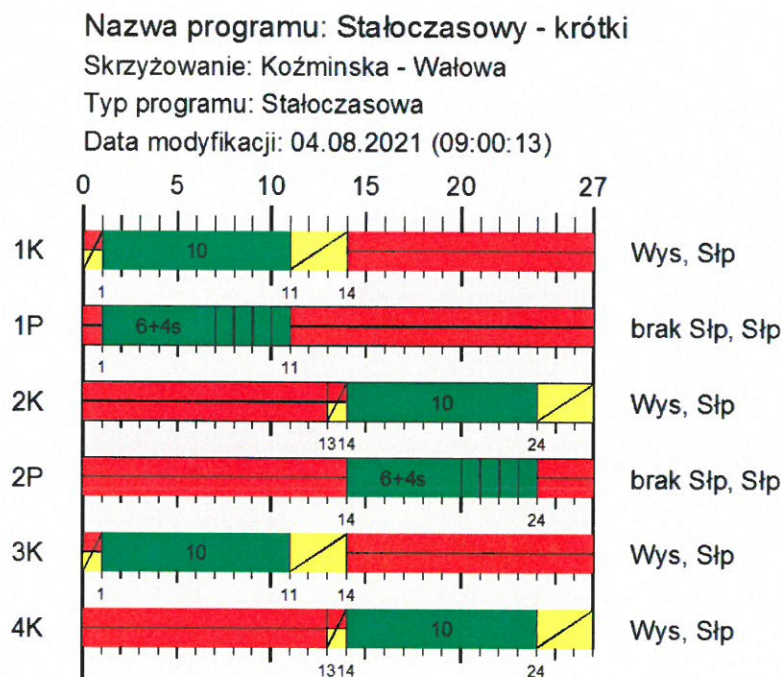 Nazwa programu: Stałoczasowy - krótki
Skrzyżowanie: Koźminska - Wałowa
Typ programu: Stałoczasowa
Data modyfikacji: 04.08.2021 (09:00:13)
0 5 10 15 20 27
1K 10 Wys, Słp
1 11 14
1P 6+4s brak Słp, Słp
1 11
2K 10 Wys, Słp
13 14 24
2P 6+4s brak Słp, Słp
14 24
3K 10 Wys, Słp
1 11 14
4K 10 Wys, Słp
13 14 24